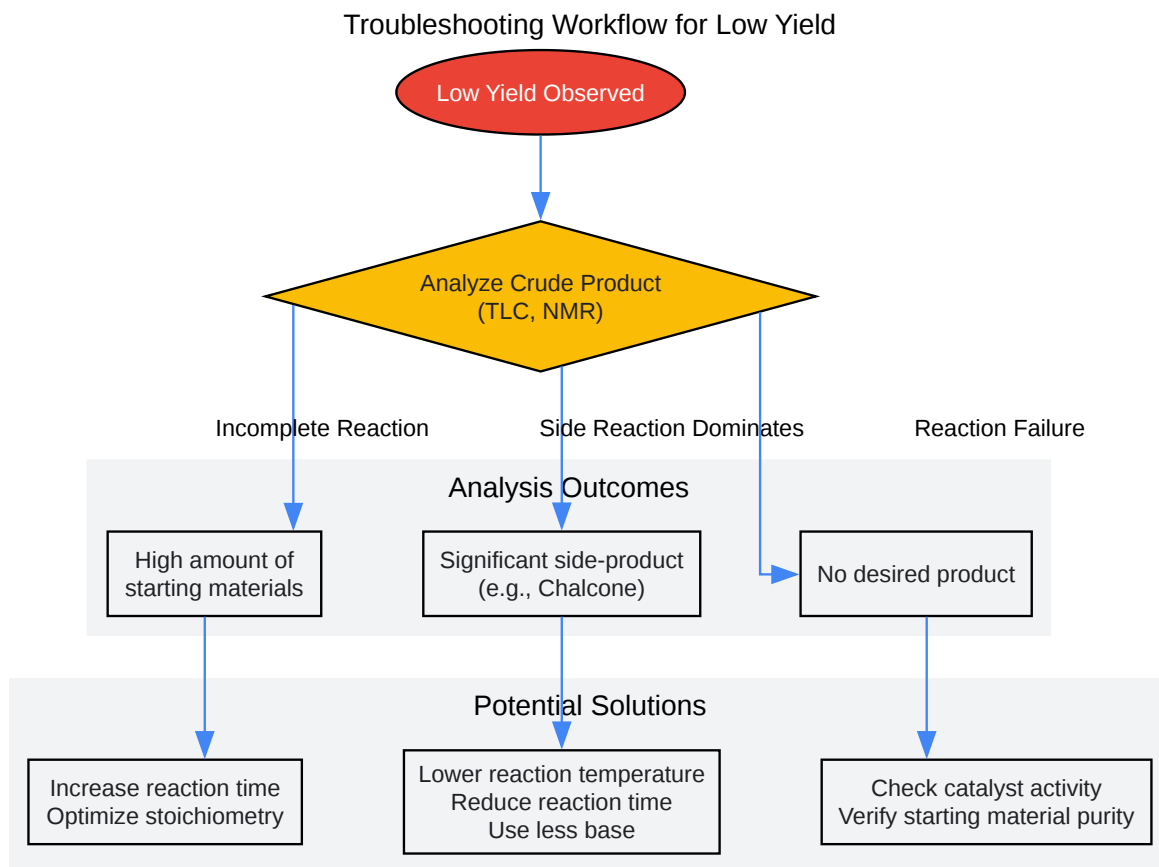 Troubleshooting Workflow for Low Yield
Low Yield Observed
Analyze Crude Product
(TLC, NMR)
Incomplete Reaction
Side Reaction Dominates
Reaction Failure
Analysis Outcomes
High amount of
starting materials
Significant side-product
(e.g., Chalcone)
No desired product
Potential Solutions
Increase reaction time
Optimize stoichiometry
Lower reaction temperature
Reduce reaction time
Use less base
Check catalyst activity
Verify starting material purity